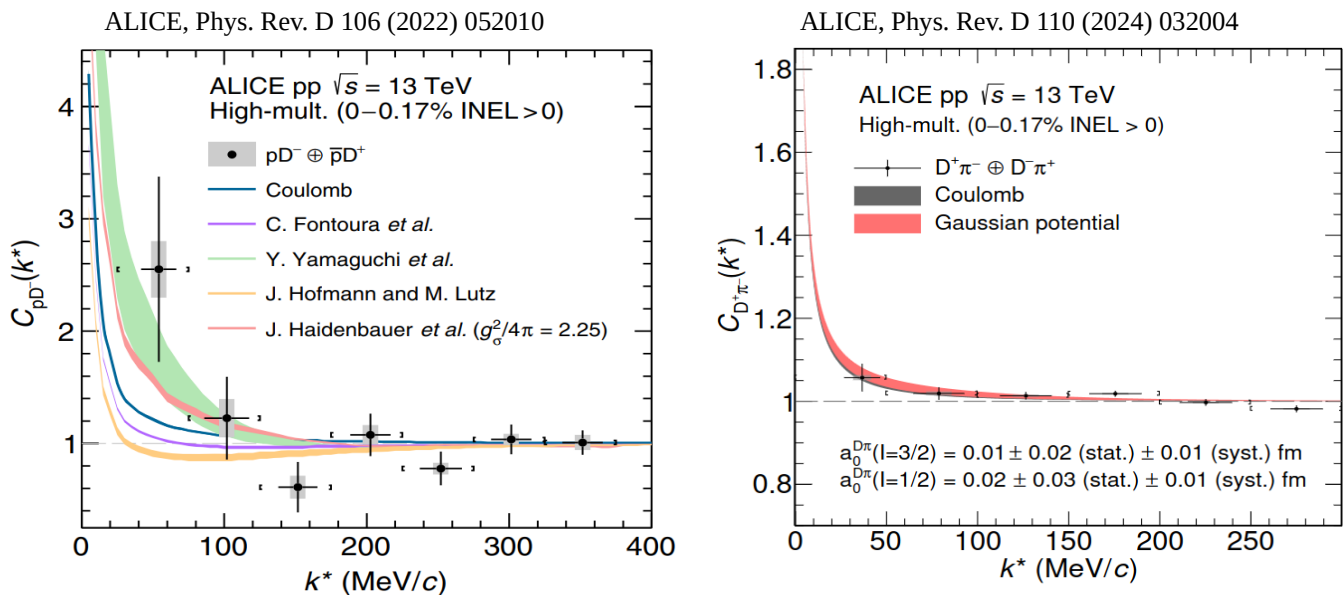 ALICE, Phys. Rev. D 106 (2022) 052010
ALICE pp √s = 13 TeV
High-mult. (0−0.17% INEL > 0)
pD⁻ ⊕ p̅D⁺
Coulomb
C. Fontoura et al.
Y. Yamaguchi et al.
J. Hofmann and M. Lutz
J. Haidenbauer et al. (g²σ/4π = 2.25)
C_pD⁻(k*)
4
3
2
1
0 100 200 300 400
k* (MeV/c)
ALICE, Phys. Rev. D 110 (2024) 032004
ALICE pp √s = 13 TeV
High-mult. (0−0.17% INEL > 0)
D⁺π⁻ ⊕ D⁻π⁺
Coulomb
Gaussian potential
C_D⁺π⁻(k*)
1.8
1.6
1.4
1.2
1
0.8
a₀^Dπ(I=3/2) = 0.01 ± 0.02 (stat.) ± 0.01 (syst.) fm
a₀^Dπ(I=1/2) = 0.02 ± 0.03 (stat.) ± 0.01 (syst.) fm
0 50 100 150 200 250
k* (MeV/c)